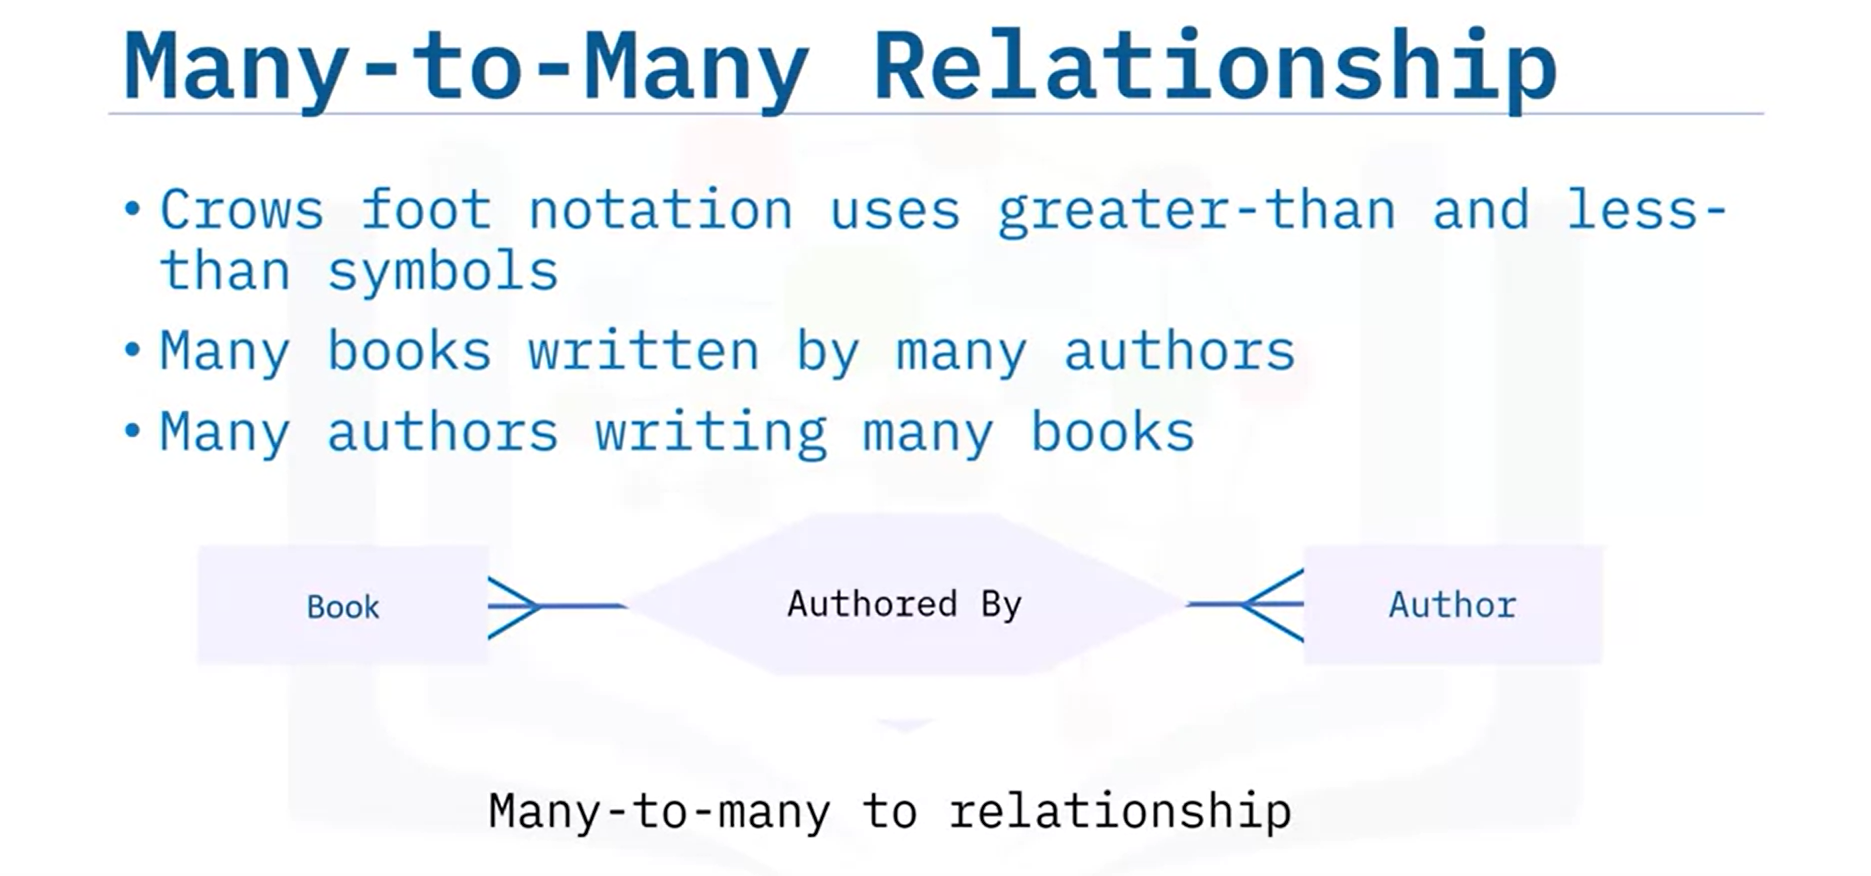 Many-to-Many Relationship
• Crows foot notation uses greater-than and less-
than symbols
• Many books written by many authors
• Many authors writing many books
Book
Authored By
Author
Many-to-many to relationship